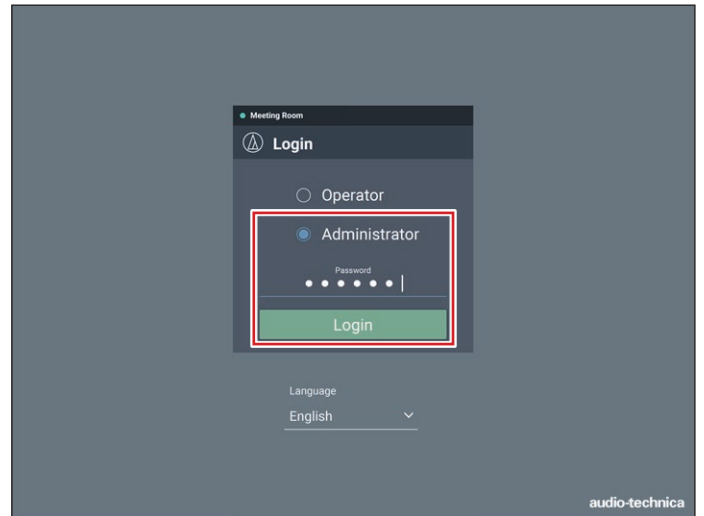 Meeting Room
Login
Operator
Administrator
Password
Login
Language
English
audio-technica